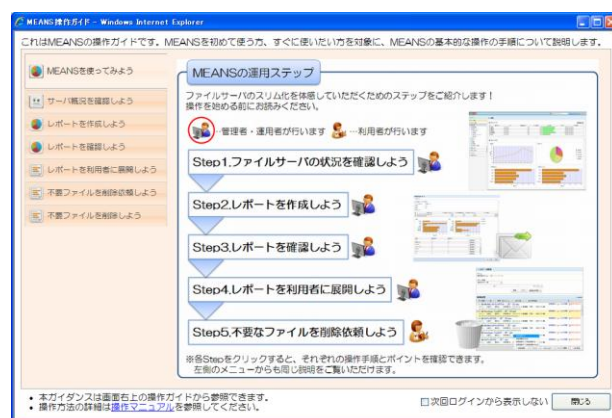 MEANS操作ガイド - Windows Internet Explorer
これはMEANSの操作ガイドです。MEANSを初めて使う方、すぐに使いたい方を対象に、MEANSの基本的な操作の手順について説明します。
MEANSを使ってみよう
サーバ概況を確認しよう
レポートを作成しよう
レポートを確認しよう
レポートを利用者に展開しよう
不要ファイルを削除依頼しよう
不要ファイルを削除しよう
MEANSの運用ステップ
ファイルサーバのスリム化を体感していただくためのステップをご紹介します!
操作を始める前にお読みください。
…管理者・運用者が行います …利用者が行います
Step1.ファイルサーバの状況を確認しよう
Step2.レポートを作成しよう
Step3.レポートを確認しよう
Step4.レポートを利用者に展開しよう
Step5.不要なファイルを削除依頼しよう
※各Stepをクリックすると、それぞれの操作手順とポイントを確認できます。
左側のメニューからも同じ説明をご覧いただけます。
• 本ガイダンスは画面右上の操作ガイドから参照できます。
• 操作方法の詳細は操作マニュアルを参照してください。
次回ログインから表示しない 閉じる